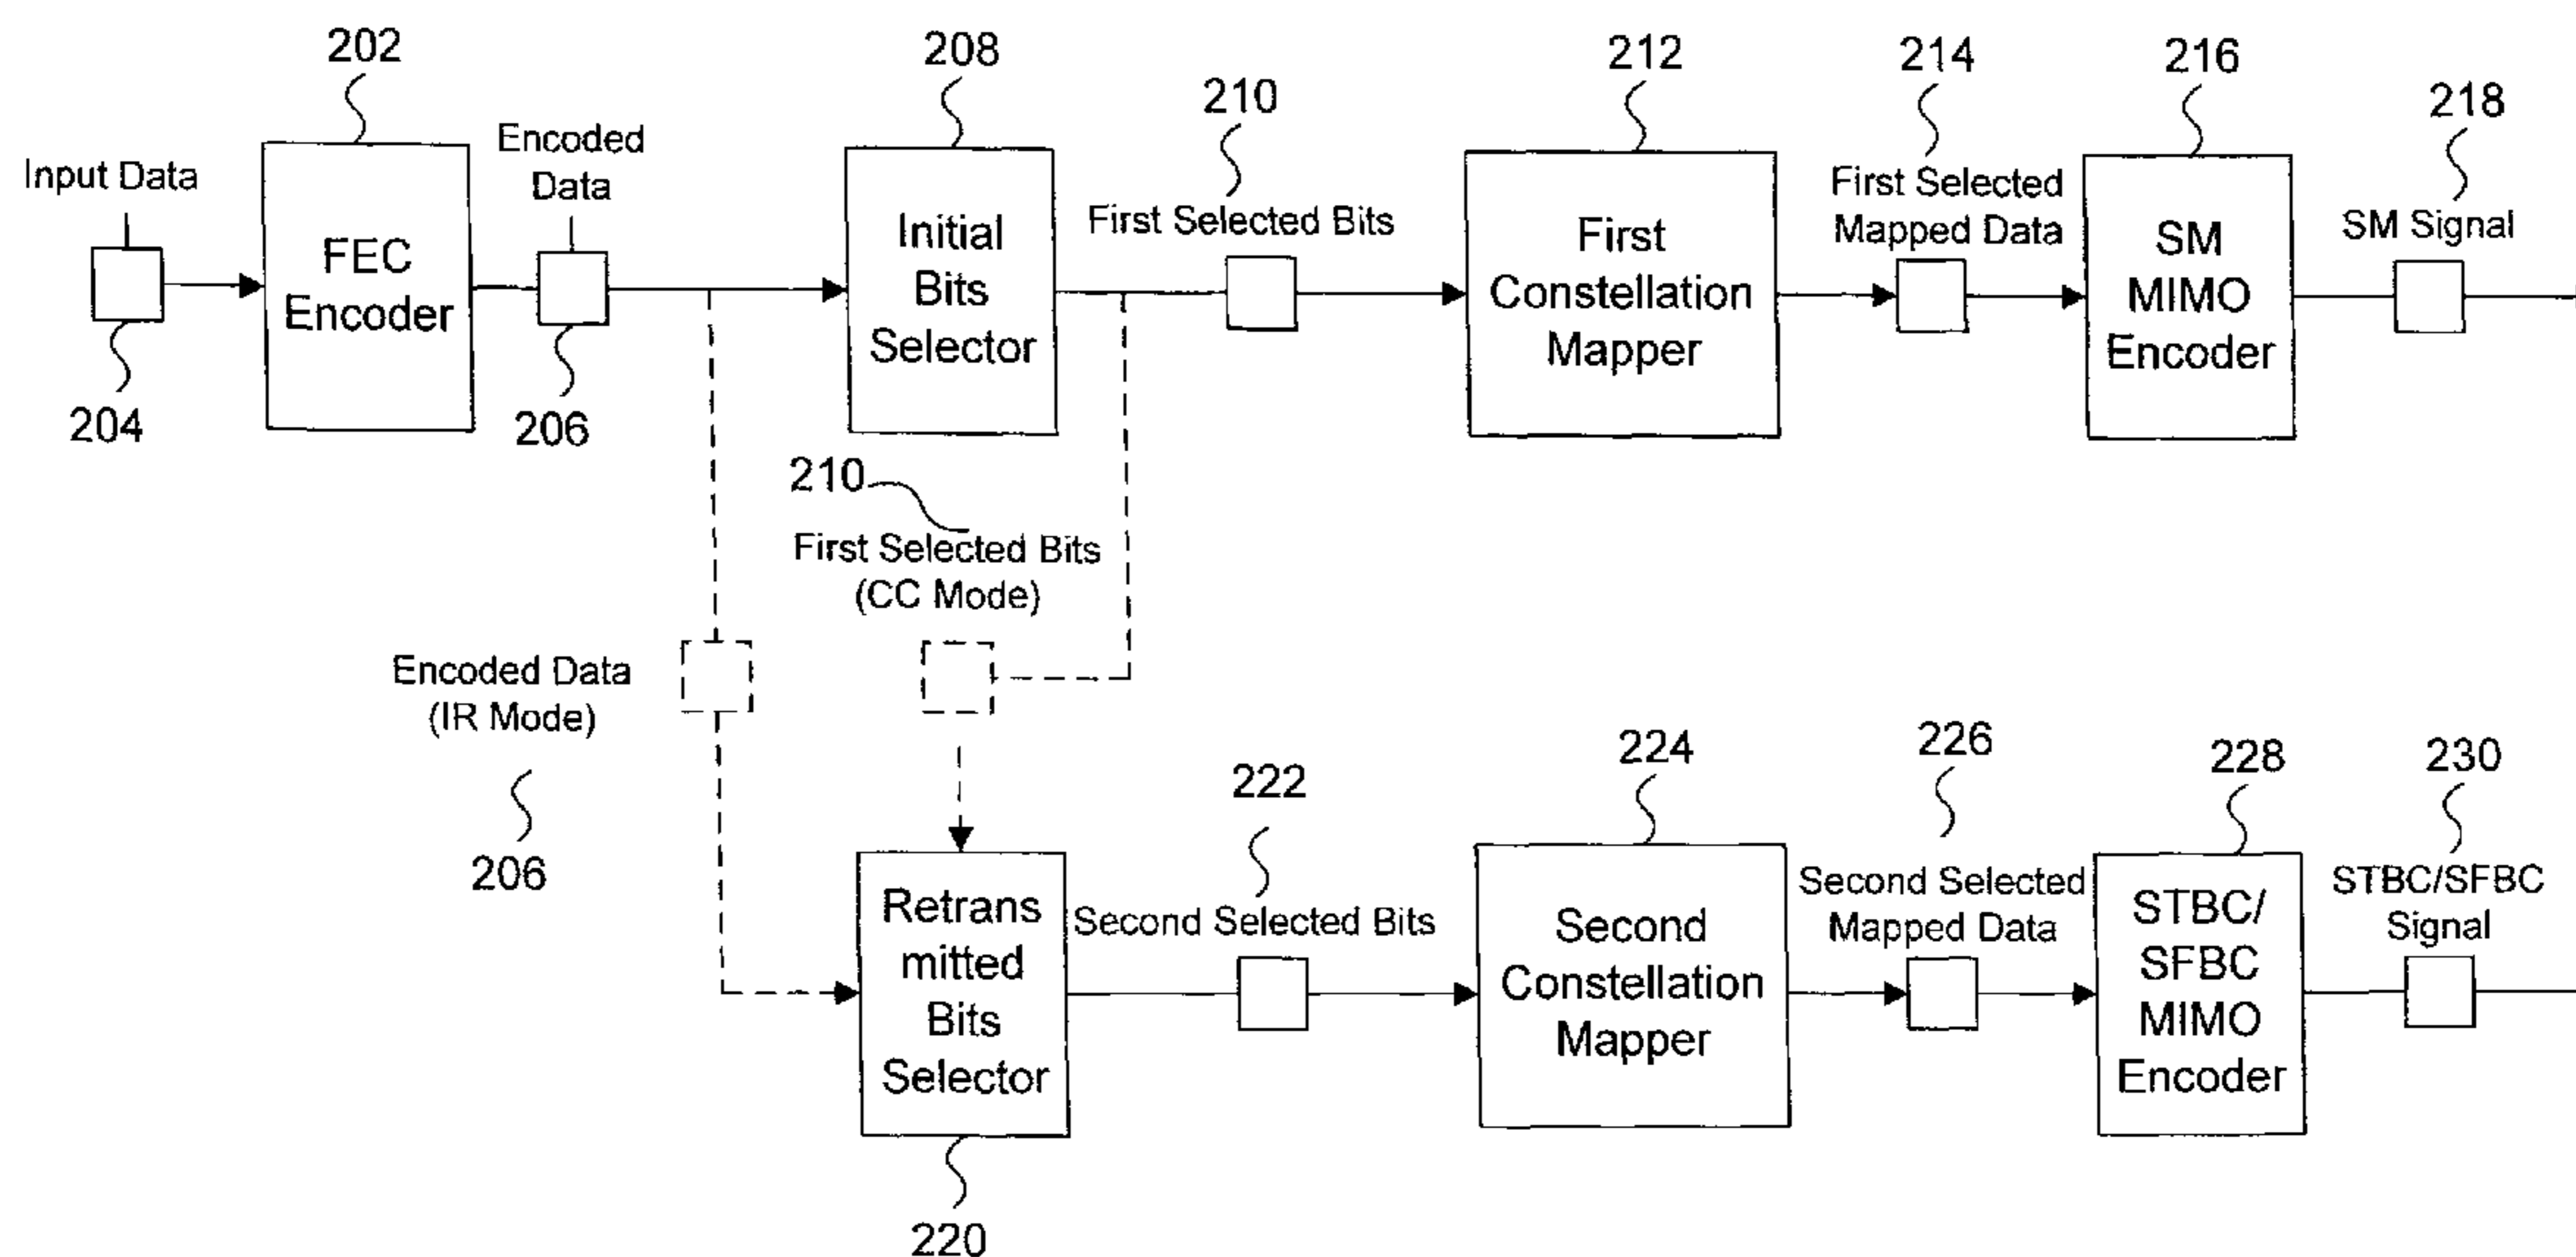 202
208
210
212
214
216
218
Input Data
Encoded
Data
FEC
Encoder
Initial
Bits
Selector
First Selected Bits
First
Constellation
Mapper
First Selected
Mapped Data
SM
MIMO
Encoder
SM Signal
204
206
210
First Selected Bits
(CC Mode)
Encoded Data
(IR Mode)
206
222
224
226
228
230
Retrans
mitted
Bits
Selector
Second Selected Bits
Second
Constellation
Mapper
Second Selected
Mapped Data
STBC/
SFBC
MIMO
Encoder
STBC/SFBC
Signal
220